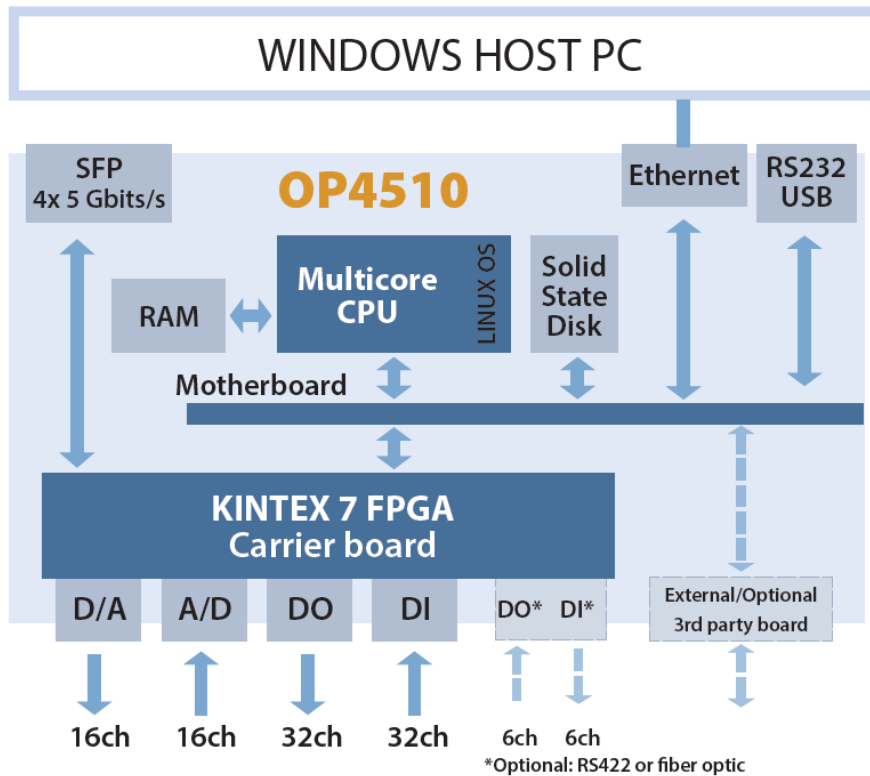 WINDOWS HOST PC
SFP
4x 5 Gbits/s
OP4510
Ethernet
RS232
USB
RAM
Multicore
CPU
LINUX OS
Solid
State
Disk
Motherboard
KINTEX 7 FPGA
Carrier board
D/A
A/D
DO
DI
DO*
DI*
External/Optional
3rd party board
16ch
16ch
32ch
32ch
6ch
6ch
*Optional: RS422 or fiber optic